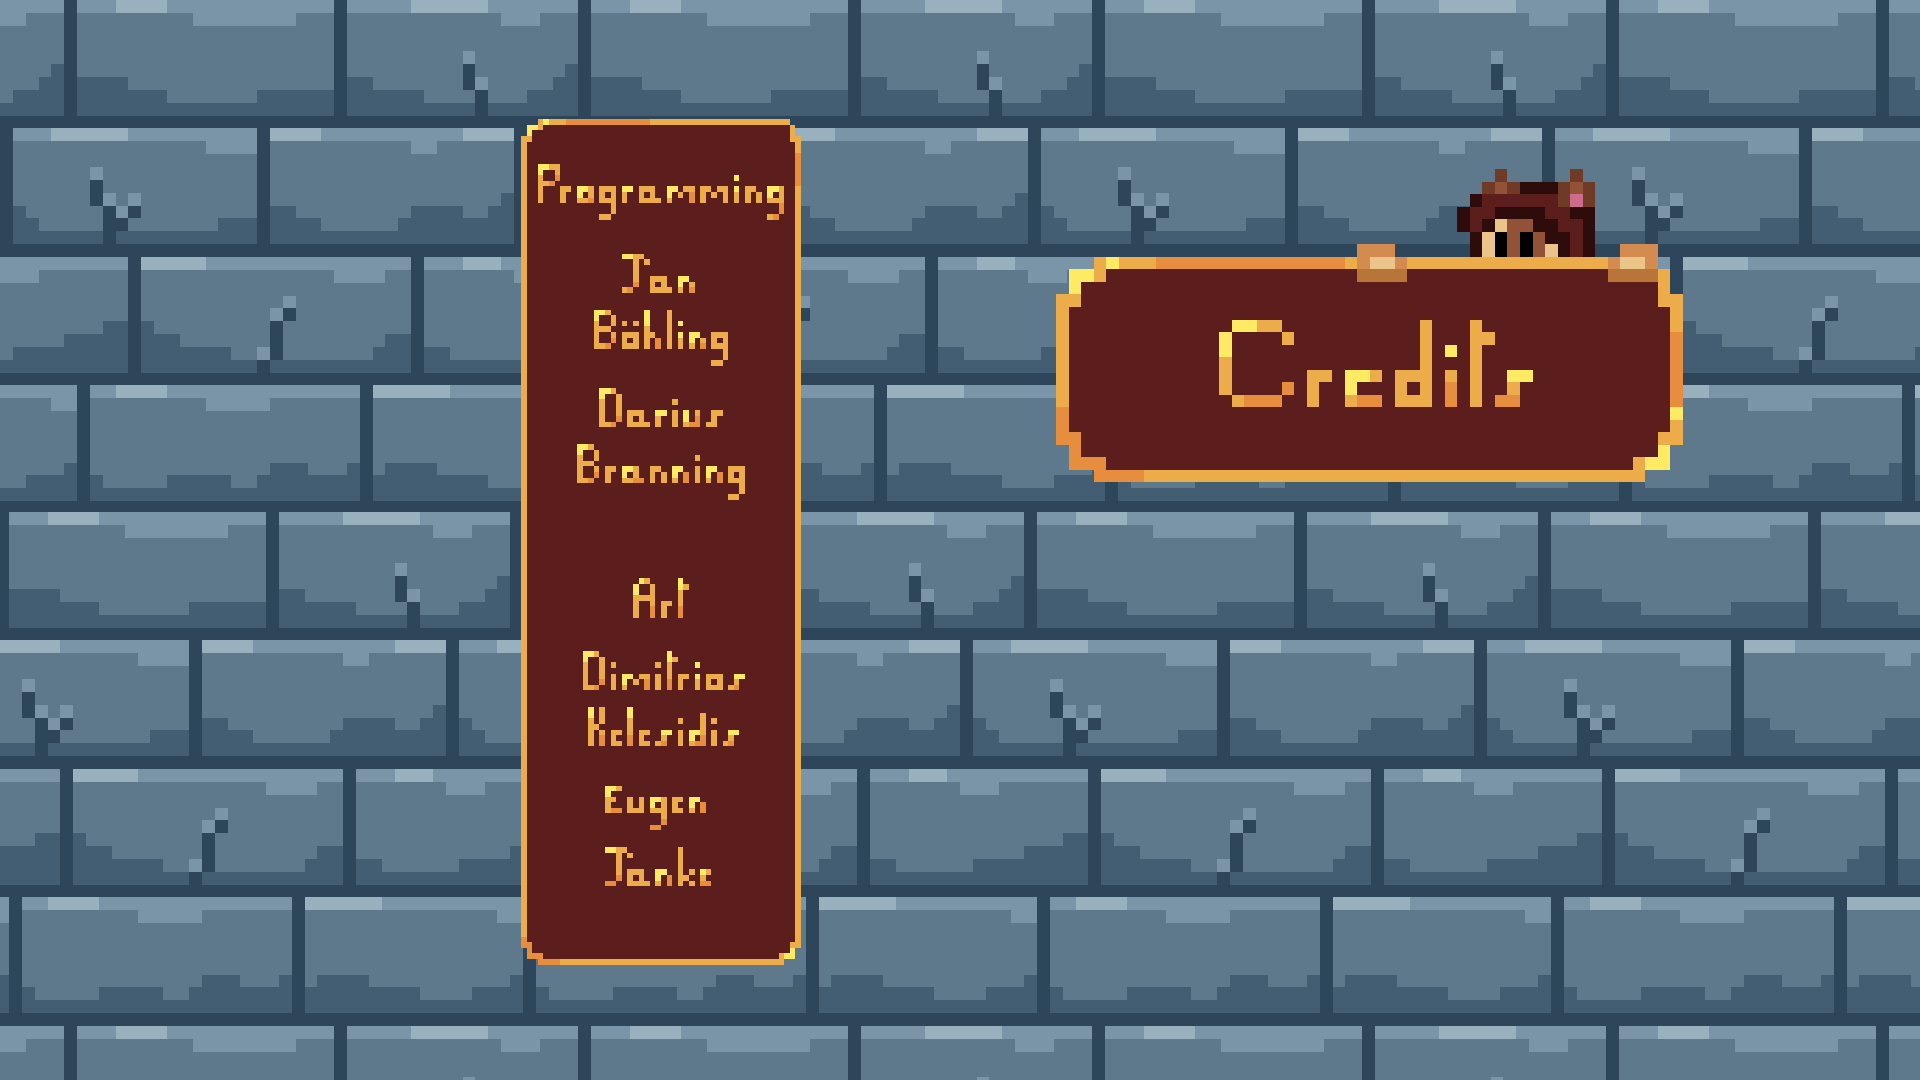 Credits
Programming
Jan
Böhling
Darius
Branning
Art
Dimitrios
Kelesidis
Eugen
Janke